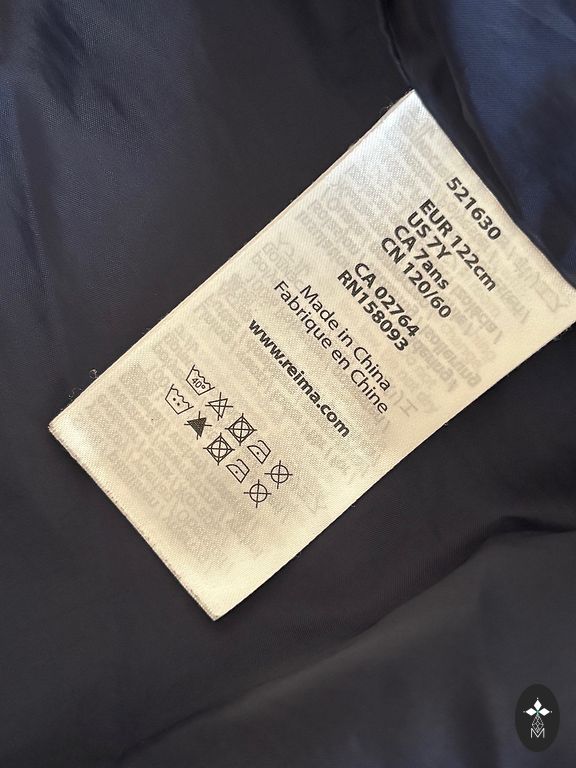 521630
EUR 122cm
US 7Y
CA 7ans
CN 120/60
CA 02764
RN158093
Made in China
Fabrique en Chine
www.reima.com
40°
M